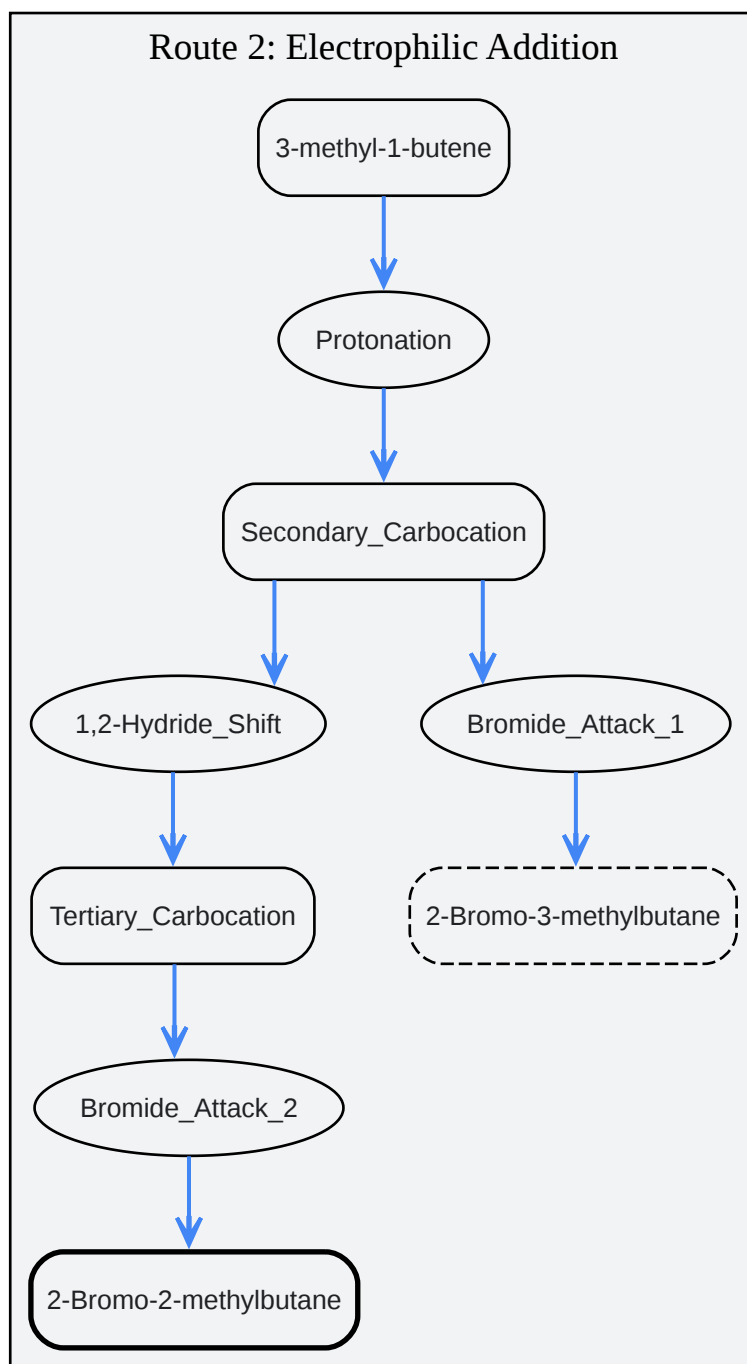 Route 2: Electrophilic Addition
3-methyl-1-butene
Protonation
Secondary_Carbocation
1,2-Hydride_Shift
Bromide_Attack_1
Tertiary_Carbocation
2-Bromo-3-methylbutane
Bromide_Attack_2
2-Bromo-2-methylbutane